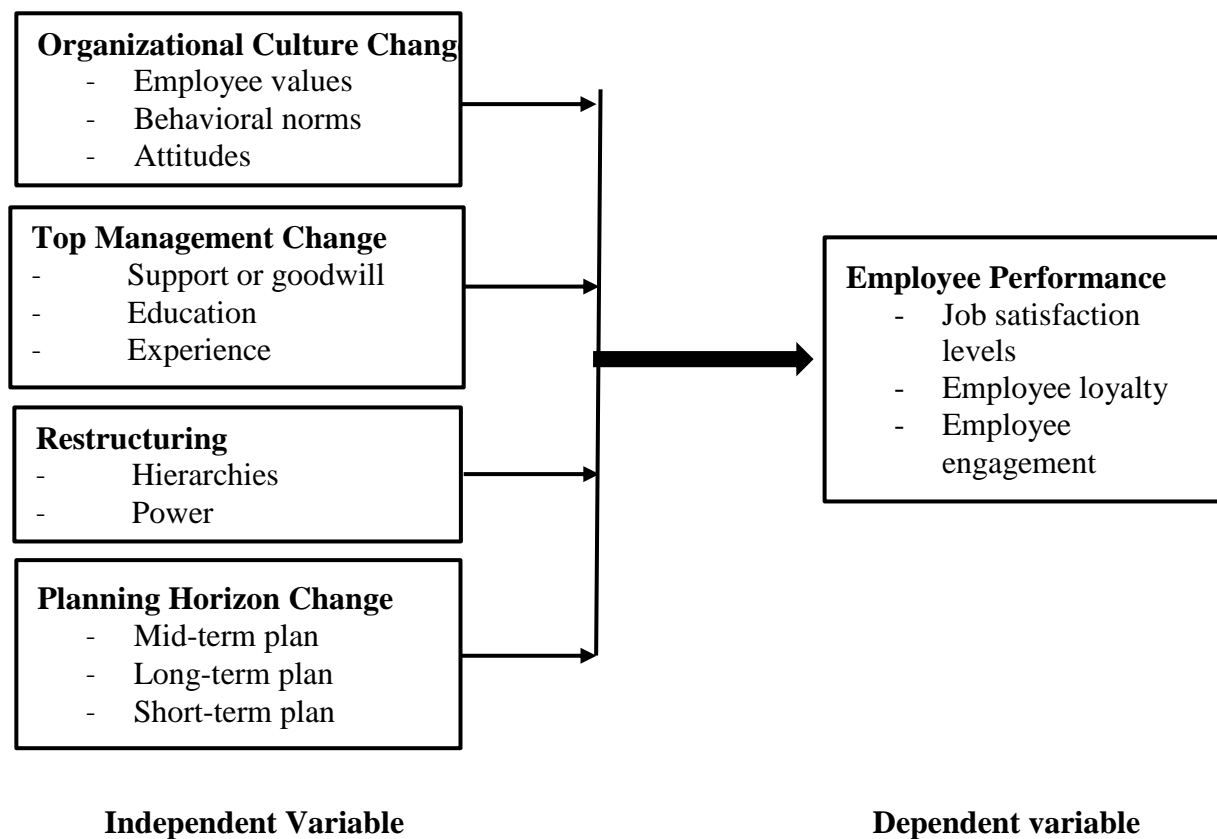 Organizational Culture Chang
- Employee values
- Behavioral norms
- Attitudes
Top Management Change
- Support or goodwill
- Education
- Experience
Restructuring
- Hierarchies
- Power
Planning Horizon Change
- Mid-term plan
- Long-term plan
- Short-term plan
Independent Variable
Employee Performance
- Job satisfaction
levels
- Employee loyalty
- Employee
engagement
Dependent variable